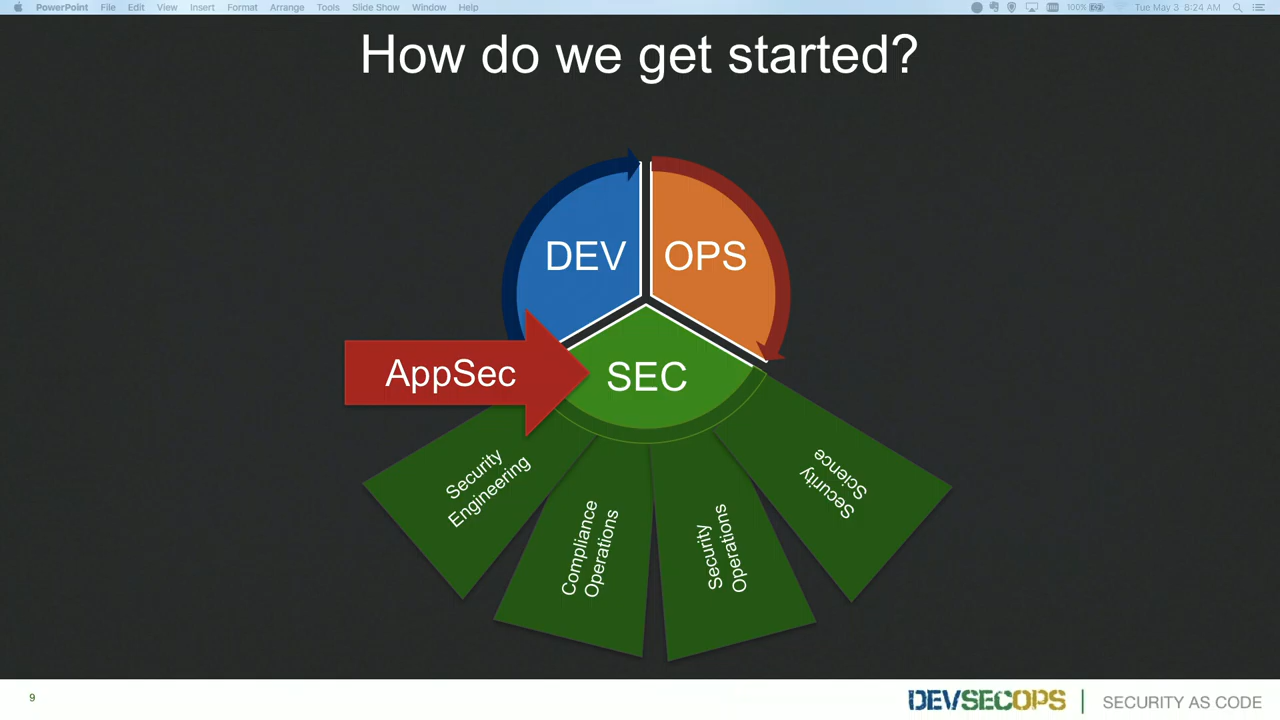 PowerPoint File Edit View Insert Format Arrange Tools Slide Show Window Help 100% Tue May 3 8:24 AM
How do we get started?
DEV
OPS
AppSec
SEC
Security
Engineering
Compliance
Operations
Security
Operations
Security
Science
9
DEVSECOPS | SECURITY AS CODE